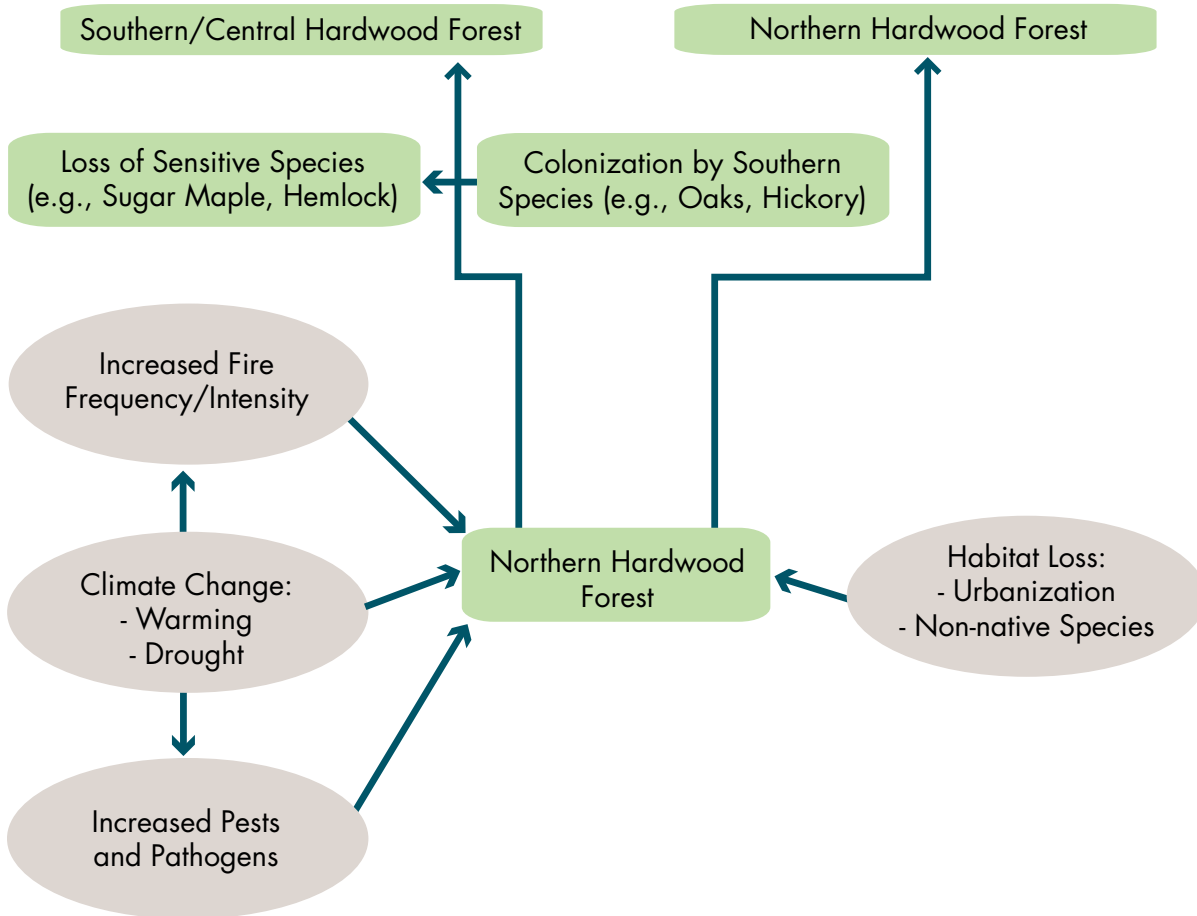 Southern/Central Hardwood Forest
Northern Hardwood Forest
Loss of Sensitive Species
(e.g., Sugar Maple, Hemlock)
Colonization by Southern
Species (e.g., Oaks, Hickory)
Increased Fire
Frequency/Intensity
Climate Change:
- Warming
- Drought
Northern Hardwood
Forest
Habitat Loss:
- Urbanization
- Non-native Species
Increased Pests
and Pathogens